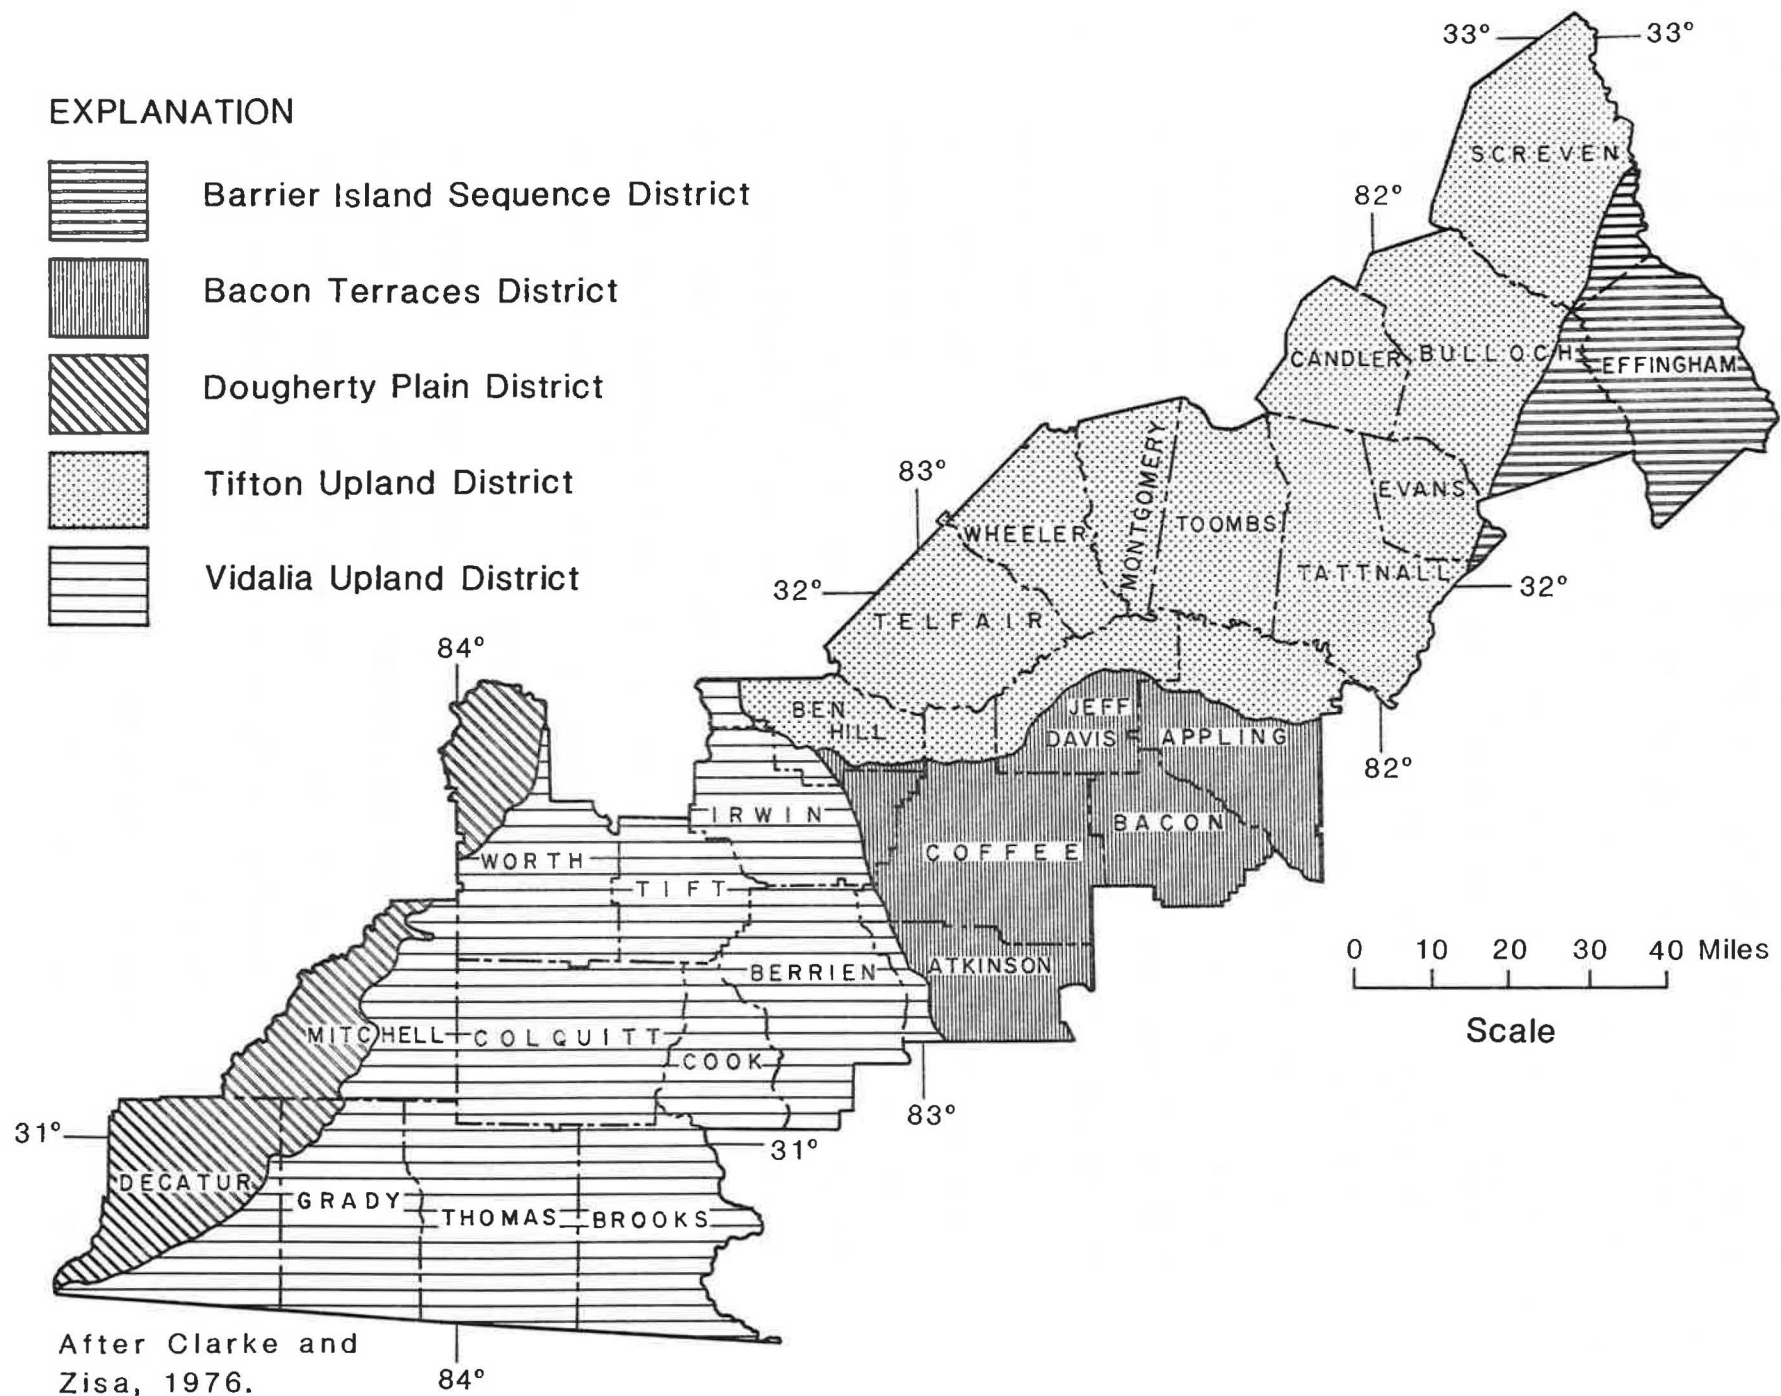 EXPLANATION
Barrier Island Sequence District
Bacon Terraces District
Dougherty Plain District
Tifton Upland District
Vidalia Upland District
33° 33°
SCREVEN
82°
CANDLER
BULLOCH
EFFINGHAM
83°
WHEELER
MONTGOMERY
TOOMBS
EVANS
TATTNALL
32° 32°
TELFAIR
84°
BEN
HILL
JEFF
DAVIS
APPLING
82°
IRWIN
WORTH
TIFT
COFFEE
BACON
BERRIEN
ATKINSON
0 10 20 30 40 Miles
Scale
MITCHELL
COLQUITT
COOK
83°
31° 31°
DECATUR
GRADY
THOMAS
BROOKS
After Clarke and
Zisa, 1976.
84°